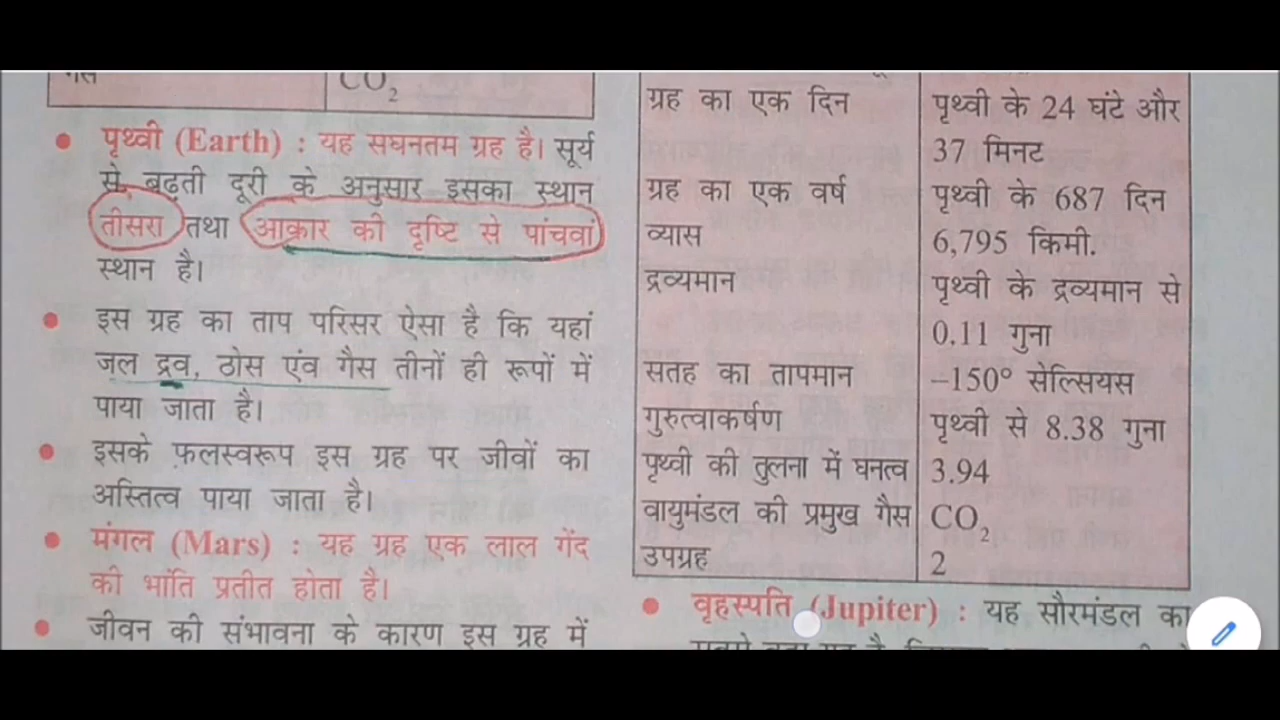 गैस
CO₂
पृथ्वी (Earth) : यह सघनतम ग्रह है। सूर्य
से बढ़ती दूरी के अनुसार इसका स्थान
तीसरा तथा आकार की दृष्टि से पांचवा
स्थान है।
इस ग्रह का ताप परिसर ऐसा है कि यहां
जल द्रव, ठोस एंव गैस तीनों ही रूपों में
पाया जाता है।
इसके फलस्वरूप इस ग्रह पर जीवों का
अस्तित्व पाया जाता है।
मंगल (Mars) : यह ग्रह एक लाल गेंद
की भांति प्रतीत होता है।
जीवन की संभावना के कारण इस ग्रह में
ग्रह का एक दिन पृथ्वी के 24 घंटे और
37 मिनट
ग्रह का एक वर्ष पृथ्वी के 687 दिन
व्यास 6,795 किमी.
द्रव्यमान पृथ्वी के द्रव्यमान से
0.11 गुना
सतह का तापमान –150° सेल्सियस
गुरुत्वाकर्षण पृथ्वी से 8.38 गुना
पृथ्वी की तुलना में घनत्व 3.94
वायुमंडल की प्रमुख गैस CO₂
उपग्रह 2
वृहस्पति (Jupiter) : यह सौरमंडल का